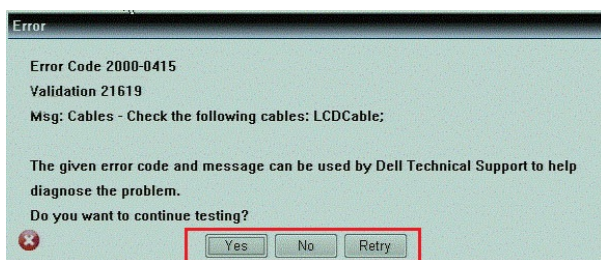 Error
Error Code 2000-0415
Validation 21619
Msg: Cables - Check the following cables: LCDCable;
The given error code and message can be used by Dell Technical Support to help
diagnose the problem.
Do you want to continue testing?
Yes No Retry